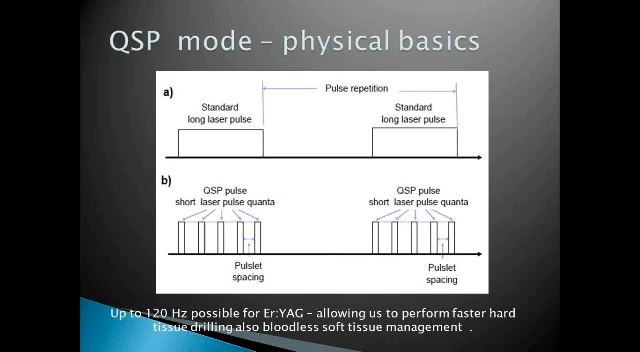 QSP mode – physical basics
a)
Pulse repetition
Standard
long laser pulse
Standard
long laser pulse
b)
QSP pulse
short laser pulse quanta
QSP pulse
short laser pulse quanta
Pulslet
spacing
Pulslet
spacing
Up to 120 Hz possible for Er:YAG – allowing us to perform faster hard
tissue drilling also bloodless soft tissue management .